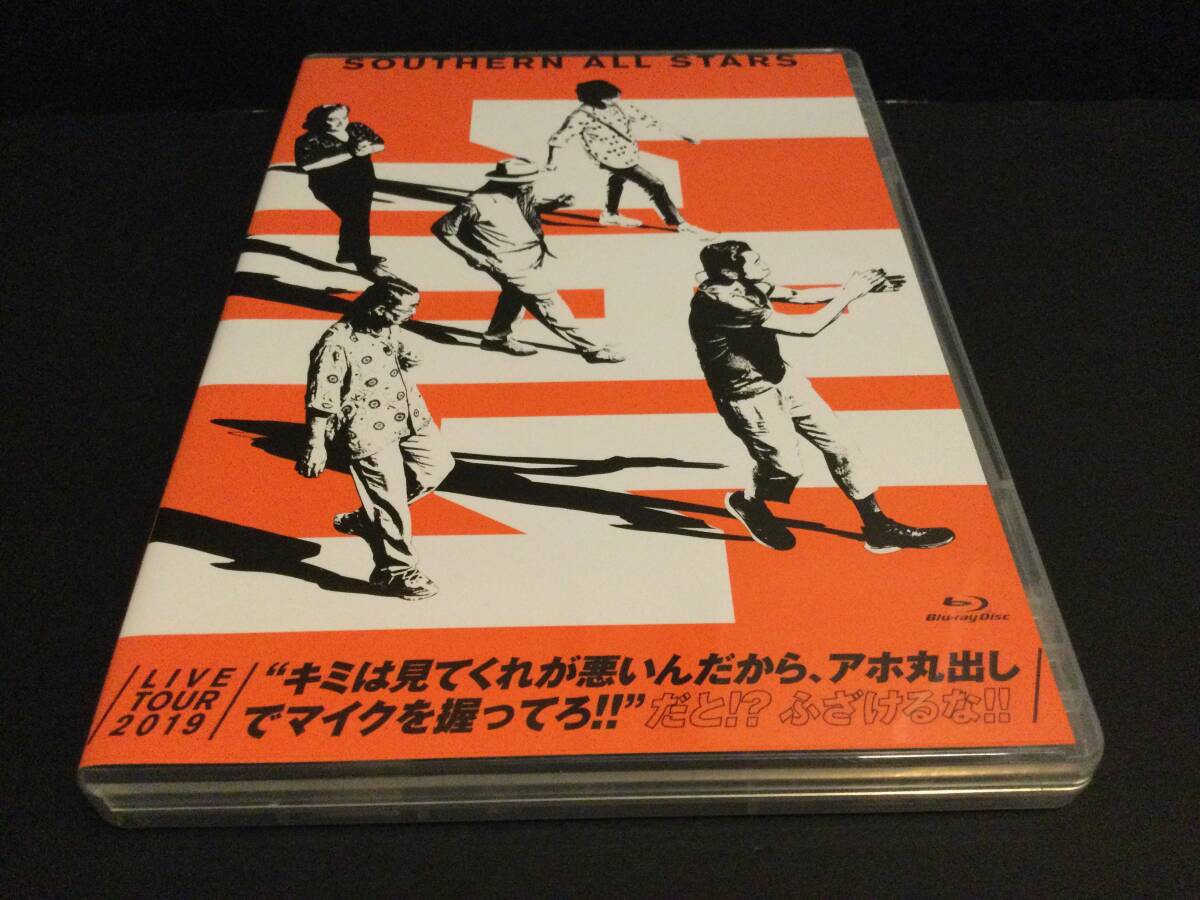 SOUTHERN ALL STARS
Blu-ray Disc
LIVE
TOUR
2019
“キミは見てくれが悪いんだから、アホ丸出し
でマイクを握ってろ!!”だと!? ふざけるな!!